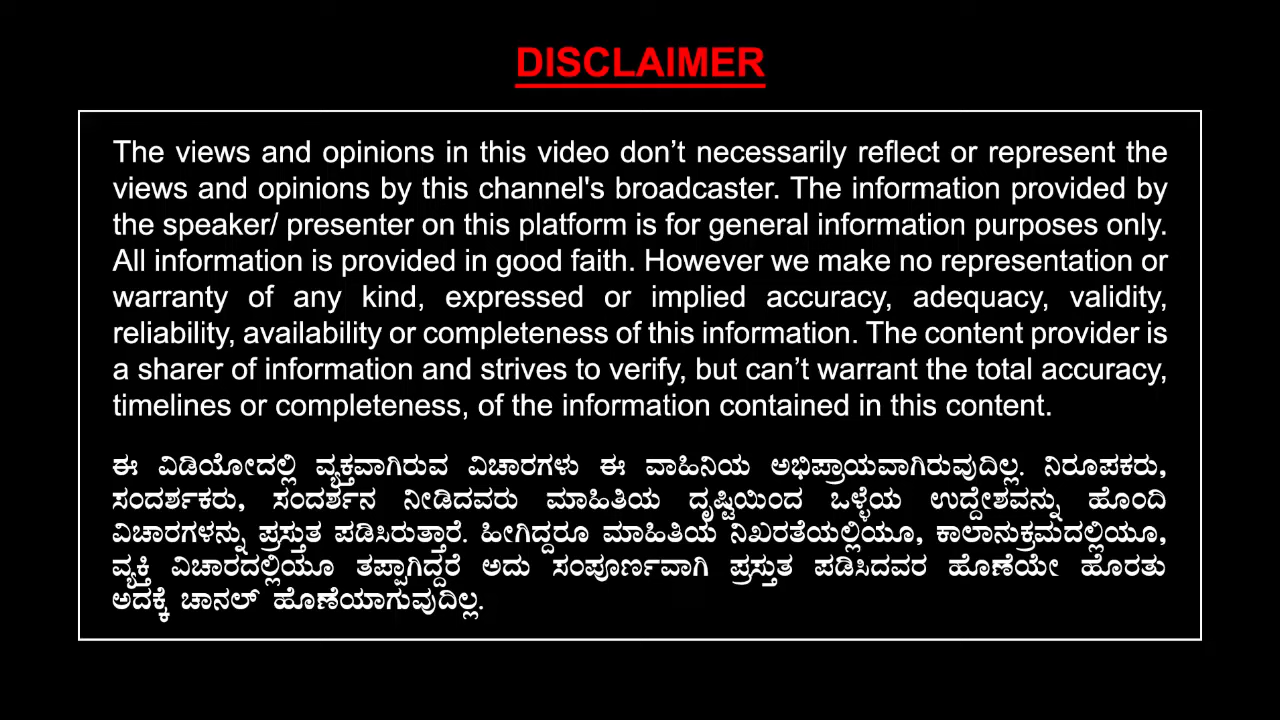 DISCLAIMER
The views and opinions in this video don’t necessarily reflect or represent the
views and opinions by this channel's broadcaster. The information provided by
the speaker/ presenter on this platform is for general information purposes only.
All information is provided in good faith. However we make no representation or
warranty of any kind, expressed or implied accuracy, adequacy, validity,
reliability, availability or completeness of this information. The content provider is
a sharer of information and strives to verify, but can’t warrant the total accuracy,
timelines or completeness, of the information contained in this content.
ಈ ವಿಡಿಯೋದಲ್ಲಿ ವ್ಯಕ್ತವಾಗಿರುವ ವಿಚಾರಗಳು ಈ ವಾಹಿನಿಯ ಅಭಿಪ್ರಾಯವಾಗಿರುವುದಿಲ್ಲ. ನಿರೂಪಕರು,
ಸಂದರ್ಶಕರು, ಸಂದರ್ಶನ ನೀಡಿದವರು ಮಾಹಿತಿಯ ದೃಷ್ಟಿಯಿಂದ ಒಳ್ಳೆಯ ಉದ್ದೇಶವನ್ನು ಹೊಂದಿ
ವಿಚಾರಗಳನ್ನು ಪ್ರಸ್ತುತ ಪಡಿಸಿರುತ್ತಾರೆ. ಹೀಗಿದ್ದರೂ ಮಾಹಿತಿಯ ನಿಖರತೆಯಲ್ಲಿಯೂ, ಕಾಲಾನುಕ್ರಮದಲ್ಲಿಯೂ,
ವ್ಯಕ್ತಿ ವಿಚಾರದಲ್ಲಿಯೂ ತಪ್ಪಾಗಿದ್ದರೆ ಅದು ಸಂಪೂರ್ಣವಾಗಿ ಪ್ರಸ್ತುತ ಪಡಿಸಿದವರ ಹೊಣೆಯೇ ಹೊರತು
ಅದಕ್ಕೆ ಚಾನಲ್ ಹೊಣೆಯಾಗುವುದಿಲ್ಲ.